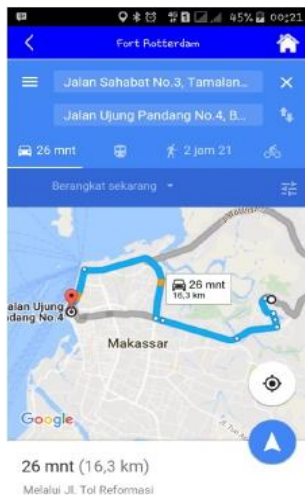 45% 00:21
Fort Rotterdam
Jalan Sahabat No.3, Tamalan...
Jalan Ujung Pandang No.4, B...
26 mnt
2 jam 21
Berangkat sekarang
26 mnt
16,3 km
alan Ujung
dang No.4
Makassar
Google
26 mnt (16,3 km)
Melalui Jl. Tol Reformasi